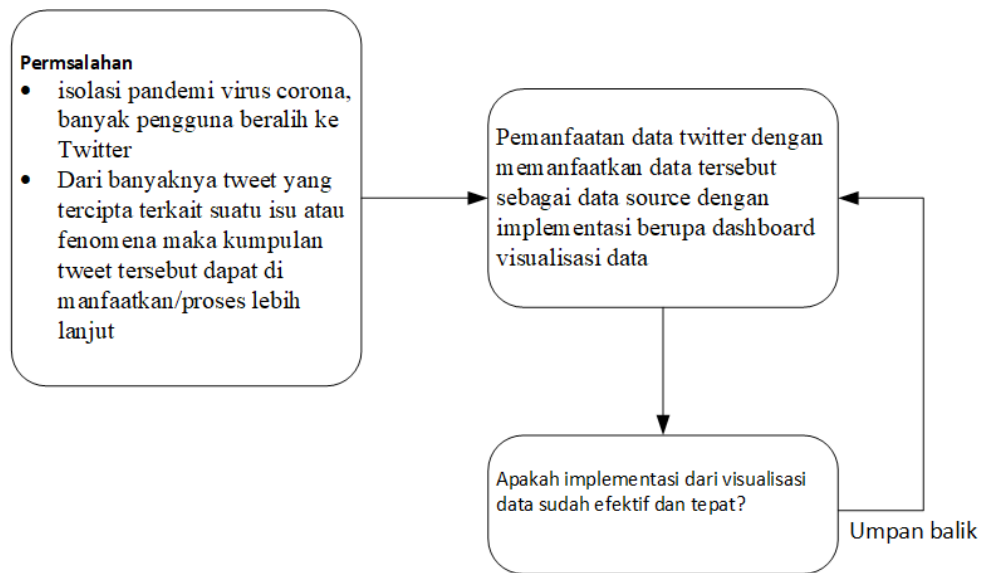 Permsalahan
• isolasi pandemi virus corona,
banyak pengguna beralih ke
Twitter
• Dari banyaknya tweet yang
tercipta terkait suatu isu atau
fenomena maka kumpulan
tweet tersebut dapat di
manfaatkan/proses lebih
lanjut
Pemanfaatan data twitter dengan
memanfaatkan data tersebut
sebagai data source dengan
implementasi berupa dashboard
visualisasi data
Apakah implementasi dari visualisasi
data sudah efektif dan tepat?
Umpan balik